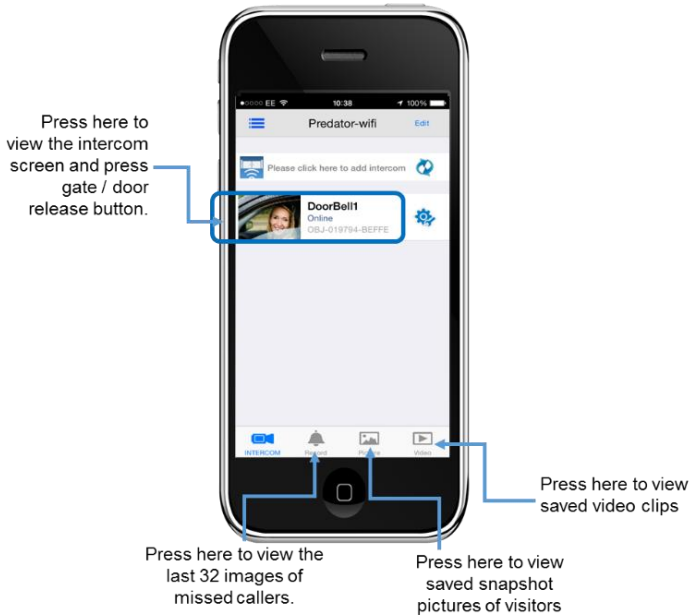 Press here to
view the intercom
screen and press
gate / door
release button.
EE
10:38
100%
Predator-wifi
Edit
Please click here to add intercom
DoorBell1
Online
OBJ-019794-BEFFE
INTERCOM
Record
Picture
Video
Press here to view
saved video clips
Press here to view the
last 32 images of
missed callers.
Press here to view
saved snapshot
pictures of visitors